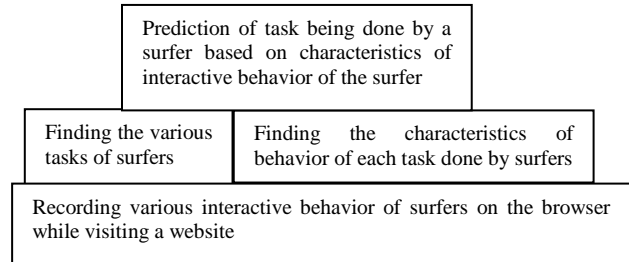 Prediction of task being done by a
surfer based on characteristics of
interactive behavior of the surfer
Finding the various
tasks of surfers
Finding the characteristics of
behavior of each task done by surfers
Recording various interactive behavior of surfers on the browser
while visiting a website